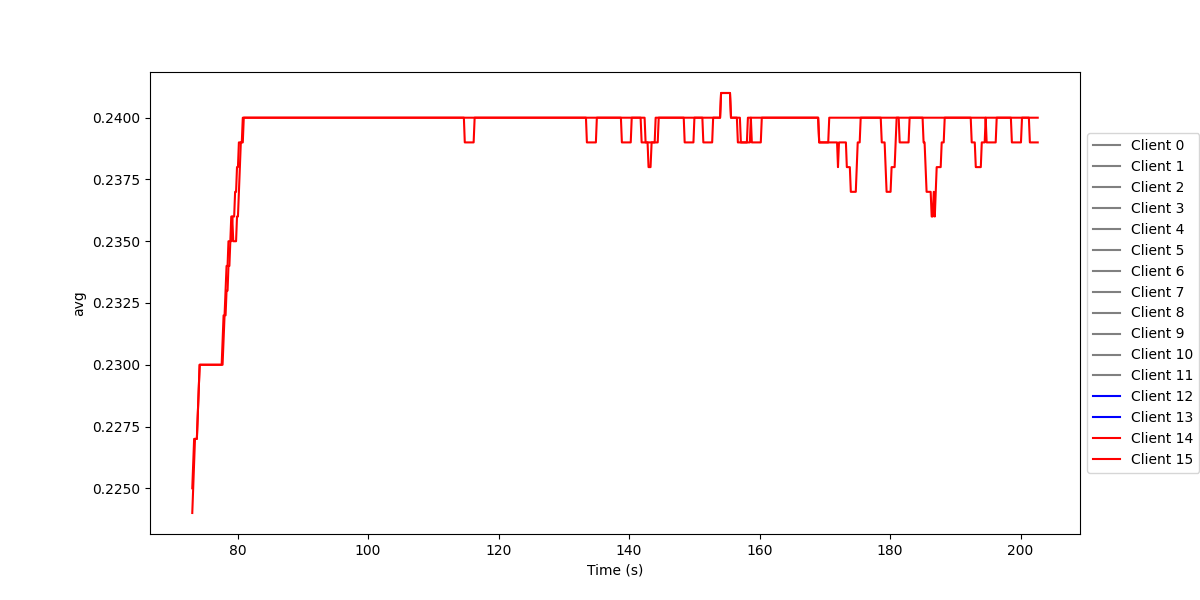 0.2400
0.2375
0.2350
0.2325
0.2300
0.2275
0.2250
avg
80 100 120 140 160 180 200
Time (s)
Client 0
Client 1
Client 2
Client 3
Client 4
Client 5
Client 6
Client 7
Client 8
Client 9
Client 10
Client 11
Client 12
Client 13
Client 14
Client 15